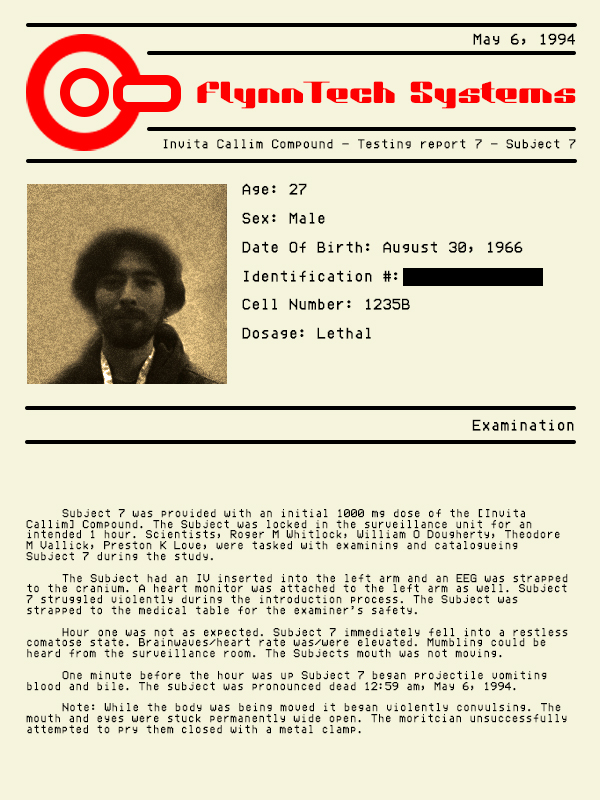 May 6, 1994
FlynnTech Systems
Invita Callim Compound - Testing report 7 - Subject 7
Age: 27
Sex: Male
Date Of Birth: August 30, 1966
Identification #:
Cell Number: 1235B
Dosage: Lethal
Examination
Subject 7 was provided with an initial 1000 mg dose of the [Invita
Callim] Compound. The Subject was locked in the surveillance unit for an
intended 1 hour. Scientists, Roger M Whitlock, William O Dougherty, Theodore
M Vallick, Preston K Love, were tasked with examining and catalogueing
Subject 7 during the study.
The Subject had an IV inserted into the left arm and an EEG was strapped
to the cranium. A heart monitor was attached to the left arm as well. Subject
7 struggled violently during the introduction process. The Subject was
strapped to the medical table for the examiner's safety.
Hour one was not as expected. Subject 7 immediately fell into a restless
comatose state. Brainwaves/heart rate was/were elevated. Mumbling could be
heard from the surveillance room. The Subjects mouth was not moving.
One minute before the hour was up Subject 7 began projectile vomiting
blood and bile. The subject was pronounced dead 12:59 am, May 6, 1994.
Note: While the body was being moved it began violently convulsing. The
mouth and eyes were stuck permanently wide open. The moritcian unsuccessfully
attempted to pry them closed with a metal clamp.